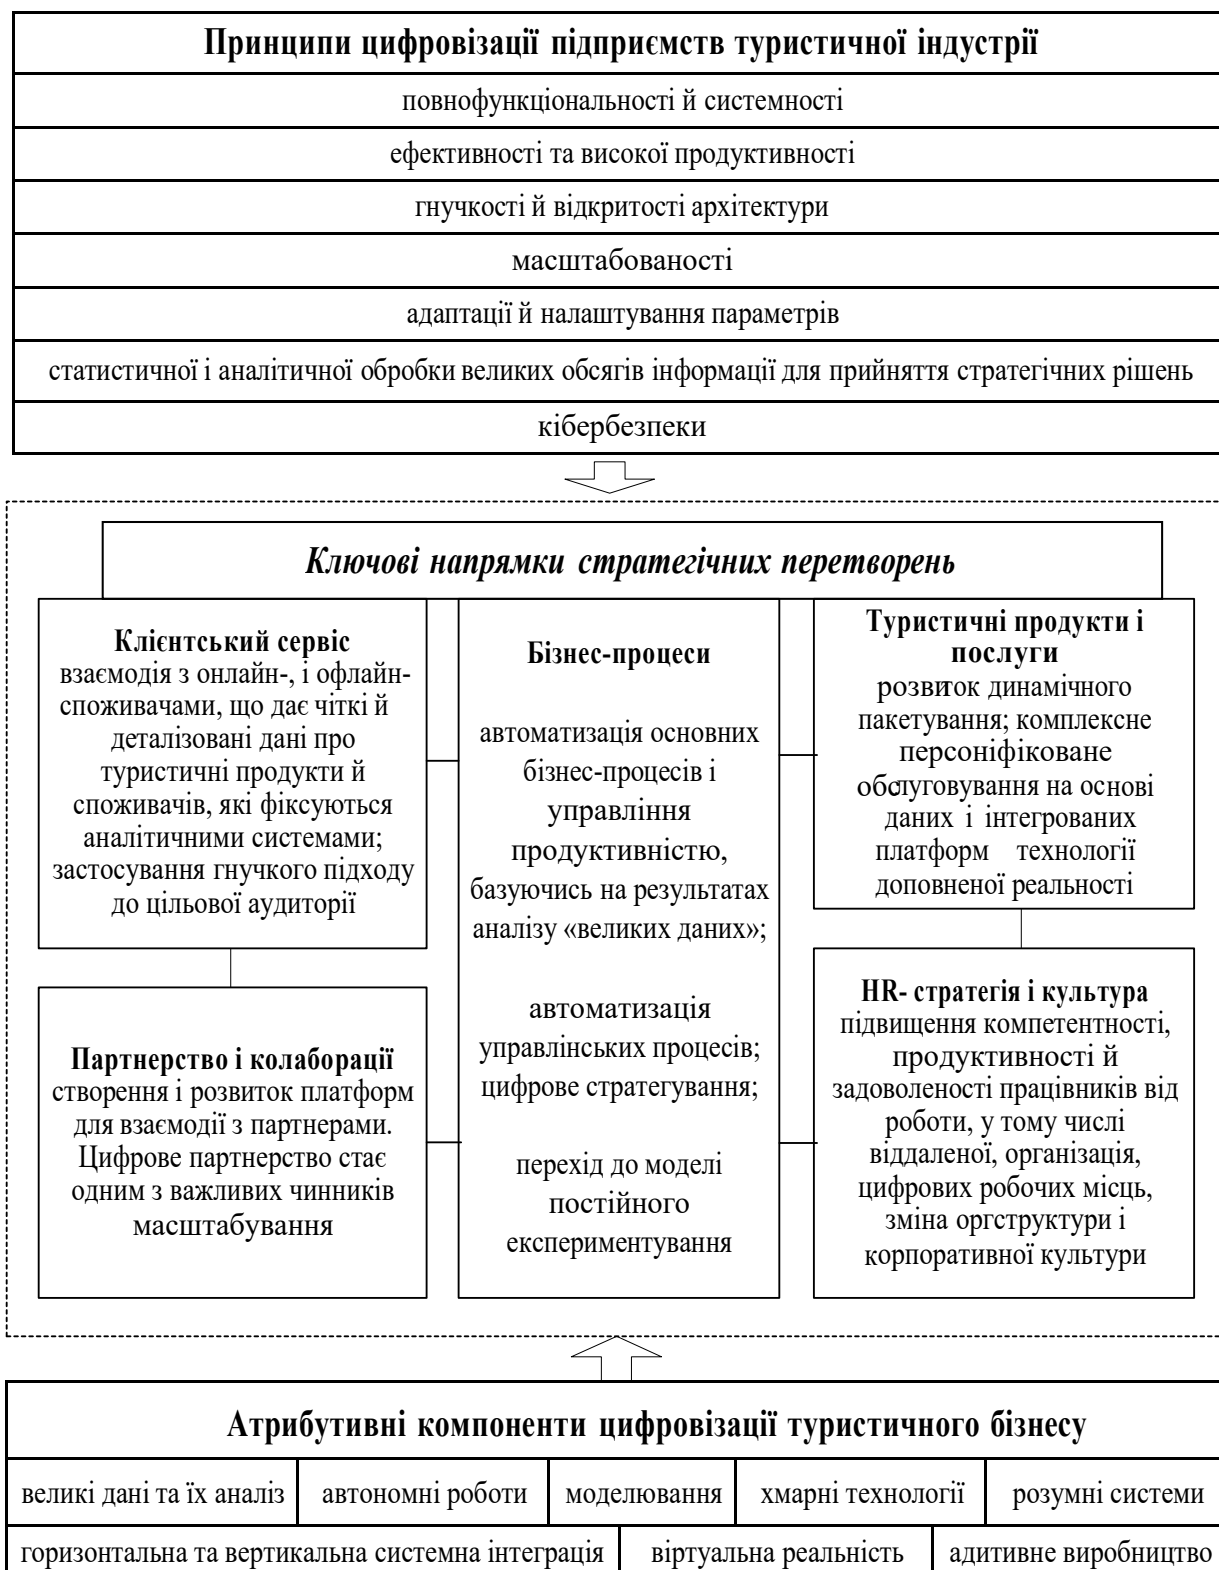 Принципи цифровізації підприємств туристичної індустрії
повнофункціональності й системності
ефективності та високої продуктивності
гнучкості й відкритості архітектури
масштабованості
адаптації й налаштування параметрів
статистичної і аналітичної обробки великих обсягів інформації для прийняття стратегічних рішень
кібербезпеки
Ключові напрямки стратегічних перетворень
Клієнтський сервіс
взаємодія з онлайн-, і офлайн-
споживачами, що дає чіткі й
деталізовані дані про
туристичні продукти й
споживачів, які фіксуються
аналітичними системами;
застосування гнучкого підходу
до цільової аудиторії
Партнерство і колаборації
створення і розвиток платформ
для взаємодії з партнерами.
Цифрове партнерство стає
одним з важливих чинників
масштабування
Бізнес-процеси
автоматизація основних
бізнес-процесів і
управління
продуктивністю,
базуючись на результатах
аналізу «великих даних»;
автоматизація
управлінських процесів;
цифрове стратегування;
перехід до моделі
постійного
експериментування
Туристичні продукти і
послуги
розвиток динамічного
пакетування; комплексне
персоніфіковане
обслуговування на основі
даних і інтегрованих
платформ технології
доповненої реальності
HR- стратегія і культура
підвищення компетентності,
продуктивності й
задоволеності працівників від
роботи, у тому числі
віддаленої, організація,
цифрових робочих місць,
зміна оргструктури і
корпоративної культури
Атрибутивні компоненти цифровізації туристичного бізнесу
великі дані та їх аналіз
автономні роботи
моделювання
хмарні технології
розумні системи
горизонтальна та вертикальна системна інтеграція
віртуальна реальність
адитивне виробництво